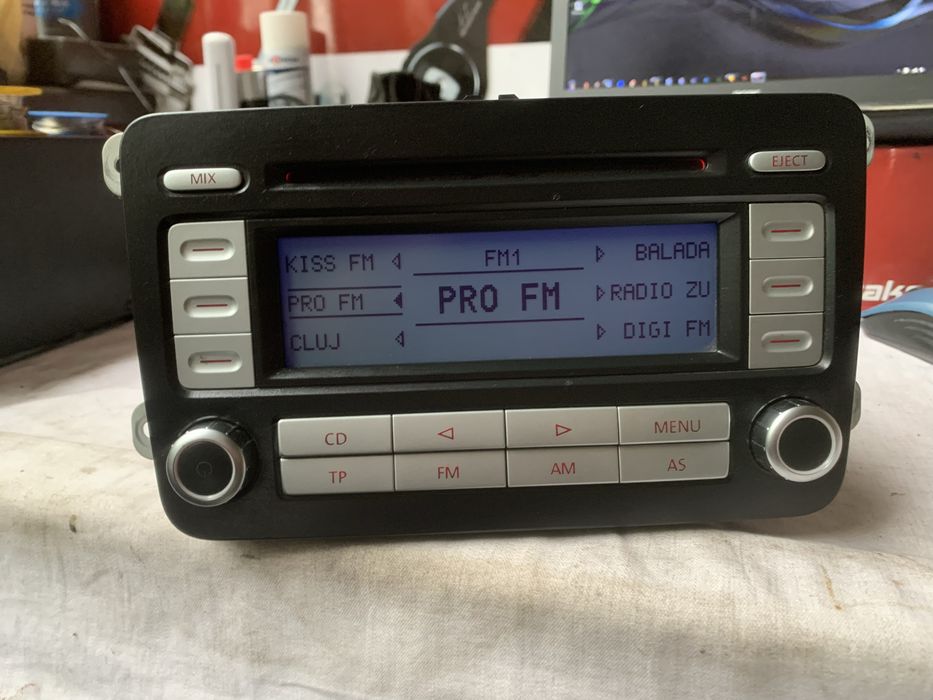 MIX
EJECT
KISS FM
FM1
BALADA
PRO FM
PRO FM
RADIO ZU
CLUJ
DIGI FM
CD
MENU
TP
FM
AM
AS